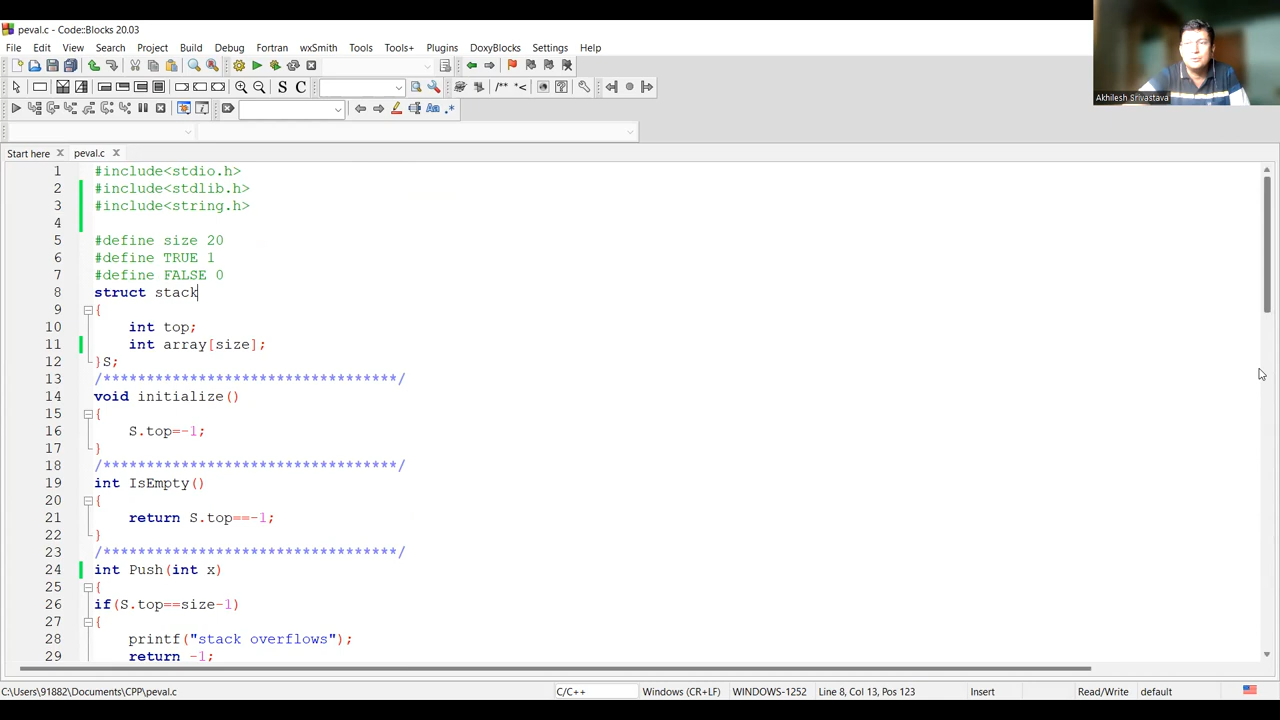 peval.c - Code::Blocks 20.03
File Edit View Search Project Build Debug Fortran wxSmith Tools Tools+ Plugins DoxyBlocks Settings Help
S C /** *<
Aa .*
Start here peval.c
Akhilesh Srivastava
1 #include<stdio.h>
2 #include<stdlib.h>
3 #include<string.h>
4
5 #define size 20
6 #define TRUE 1
7 #define FALSE 0
8 struct stack
9 {
10 int top;
11 int array[size];
12 }S;
13 /**********************************/
14 void initialize()
15 {
16 S.top=-1;
17 }
18 /**********************************/
19 int IsEmpty()
20 {
21 return S.top==-1;
22 }
23 /**********************************/
24 int Push(int x)
25 {
26 if(S.top==size-1)
27 {
28 printf("stack overflows");
29 return -1;
C:\Users\91882\Documents\CPP\peval.c C/C++ Windows (CR+LF) WINDOWS-1252 Line 8, Col 13, Pos 123 Insert Read/Write default